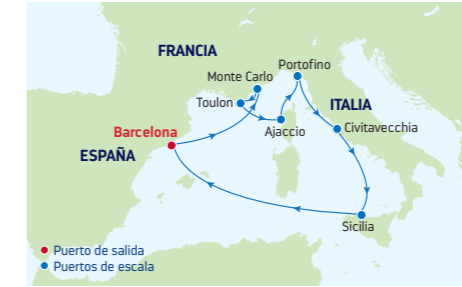 FRANCIA
Portofino
Monte Carlo
Toulon
ITALIA
Ajaccio
Civitavecchia
Barcelona
ESPAÑA
Sicilia
Puerto de salida
Puertos de escala